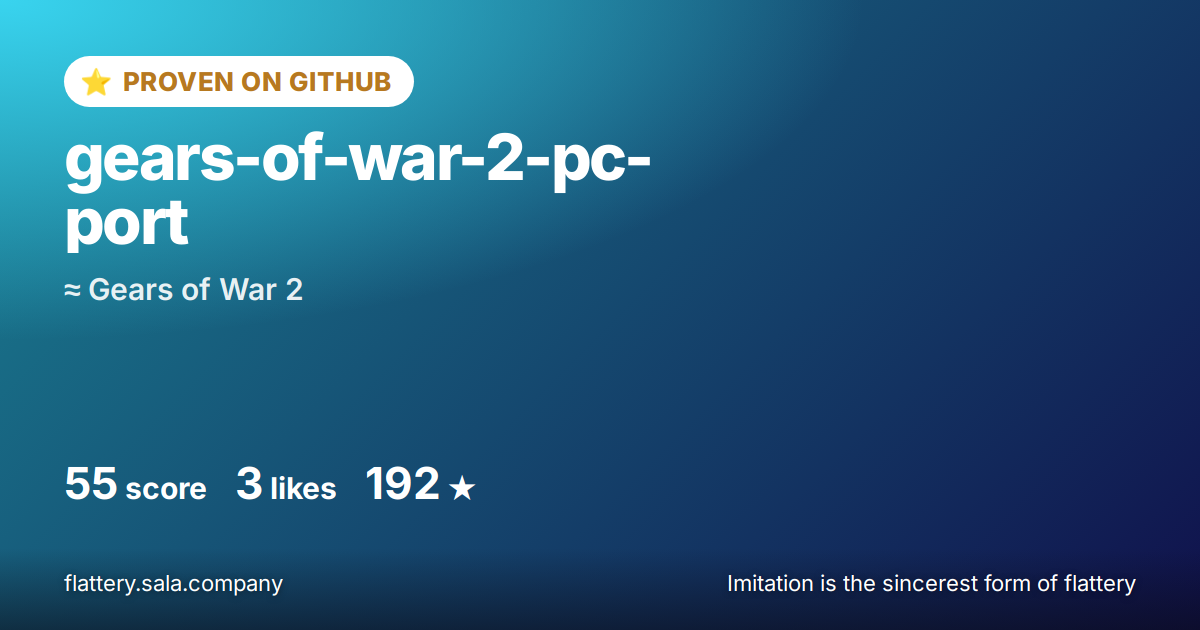 ⭐ PROVEN ON GITHUB
gears-of-war-2-pc-
port
≈ Gears of War 2
55 score 3 likes 192 ★
flattery.sala.company
Imitation is the sincerest form of flattery